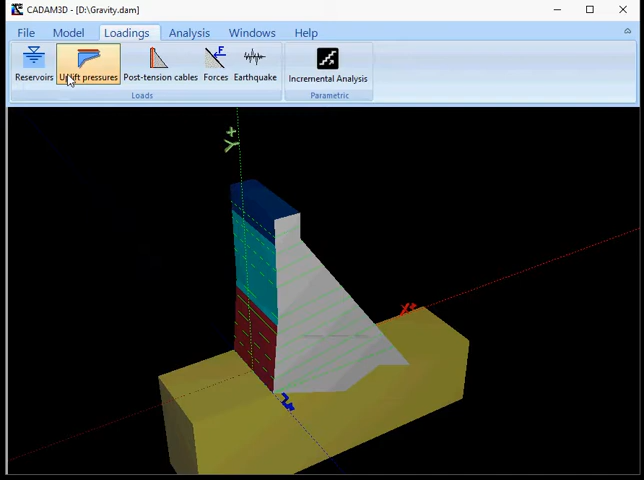 CADAM3D - [D:\Gravity.dam]
File Model Loadings Analysis Windows Help
Reservoirs Uplift pressures Post-tension cables Forces Earthquake Incremental Analysis
Loads Parametric
Y+
X+